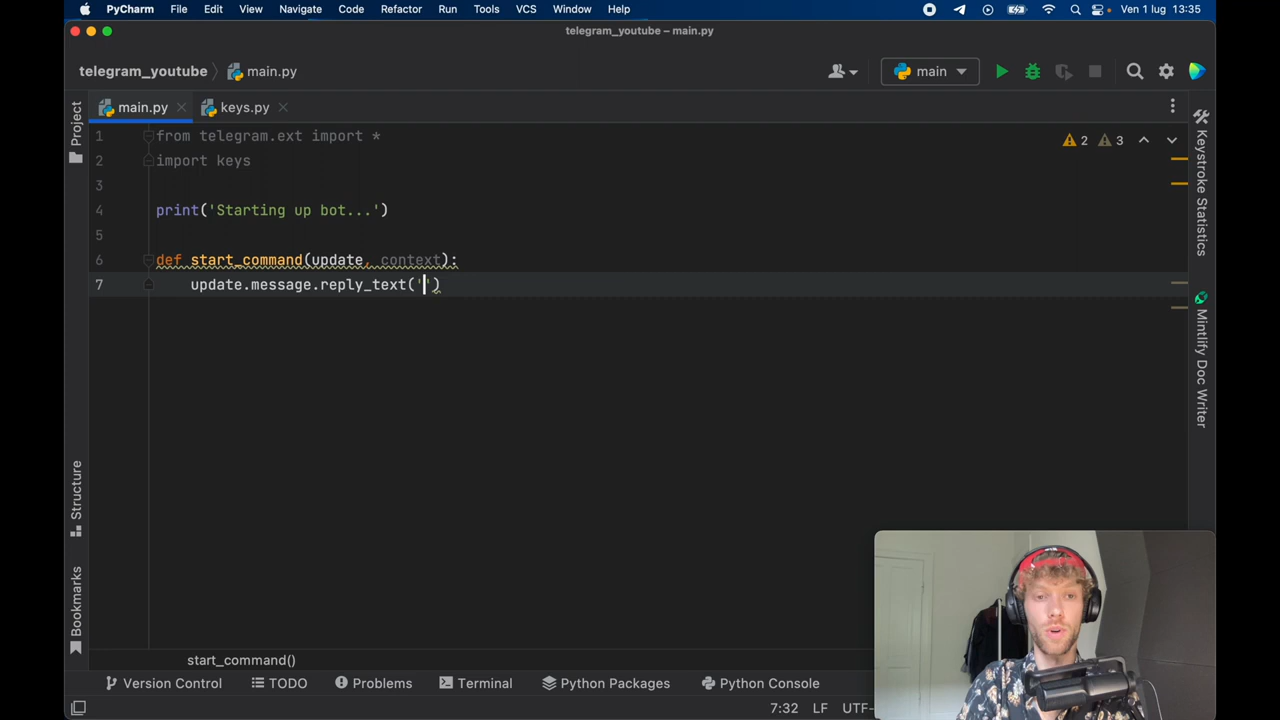 PyCharm File Edit View Navigate Code Refactor Run Tools VCS Window Help Ven 1 lug 13:35
telegram_youtube – main.py
telegram_youtube main.py main
main.py keys.py
Project
Structure
Bookmarks
1 from telegram.ext import *
2 import keys
3
4 print('Starting up bot...')
5
6 def start_command(update, context):
7 update.message.reply_text('')
2 3
Keystroke Statistics
Mintlify Doc Writer
start_command()
Version Control TODO Problems Terminal Python Packages Python Console
7:32 LF UTF-